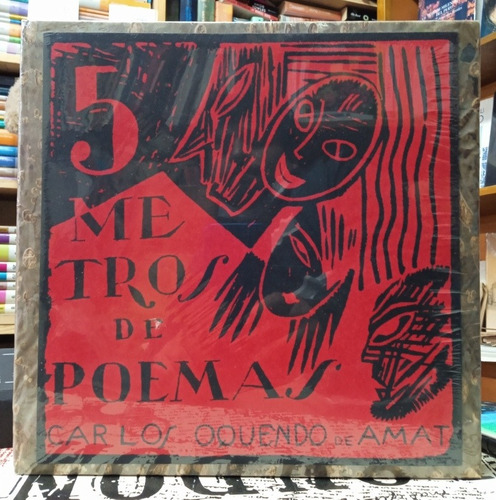 5
ME
TROS
DE
POEMAS
CARLOS OQUENDO DE AMAT